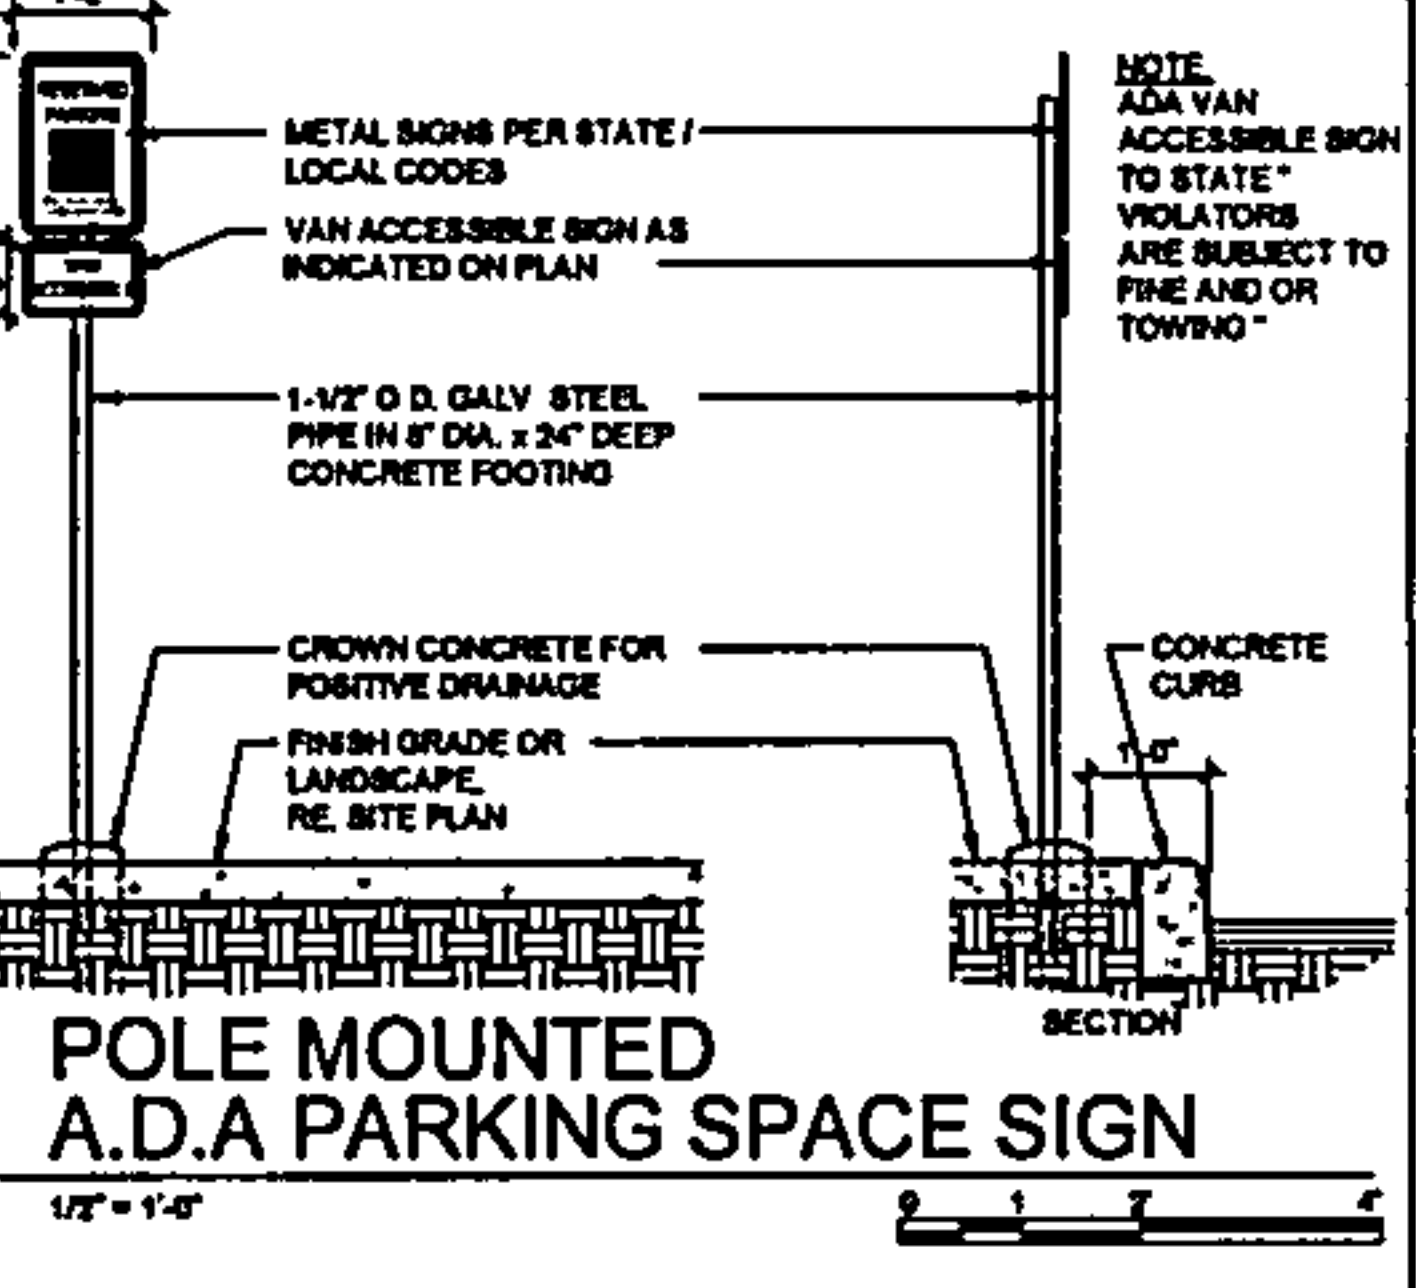 RESERVED
PARKING
VAN
METAL SIGNS PER STATE /
LOCAL CODES
VAN ACCESSIBLE SIGN AS
INDICATED ON PLAN
1-1/2" O.D. GALV. STEEL
PIPE IN 8" DIA. x 24" DEEP
CONCRETE FOOTING
CROWN CONCRETE FOR
POSITIVE DRAINAGE
FINISH GRADE OR
LANDSCAPE,
RE. SITE PLAN
NOTE.
ADA VAN
ACCESSIBLE SIGN
TO STATE "
VIOLATORS
ARE SUBJECT TO
FINE AND OR
TOWING "
CONCRETE
CURB
1'-0"
SECTION
POLE MOUNTED
A.D.A PARKING SPACE SIGN
1/2" = 1'-0"
0 1 2' 4'